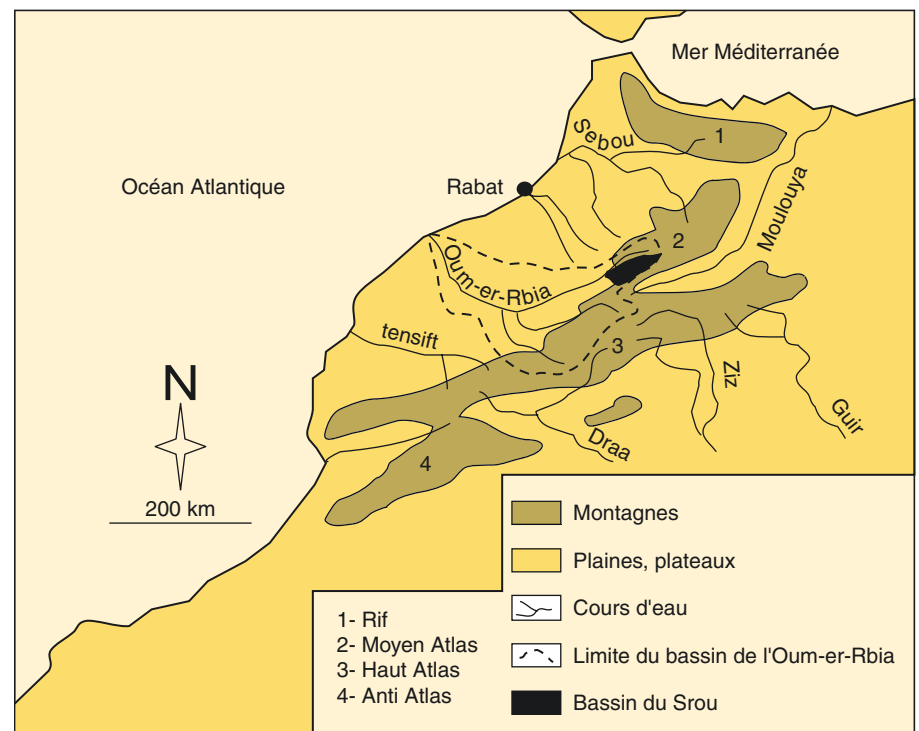 Mer Méditerranée
Sebou
1
Océan Atlantique
Rabat
Moulouya
2
Oum-er-Rbia
tensift
3
Ziz
N
Guir
Draa
4
200 km
Montagnes
Plaines, plateaux
Cours d'eau
Limite du bassin de l'Oum-er-Rbia
Bassin du Srou
1- Rif
2- Moyen Atlas
3- Haut Atlas
4- Anti Atlas